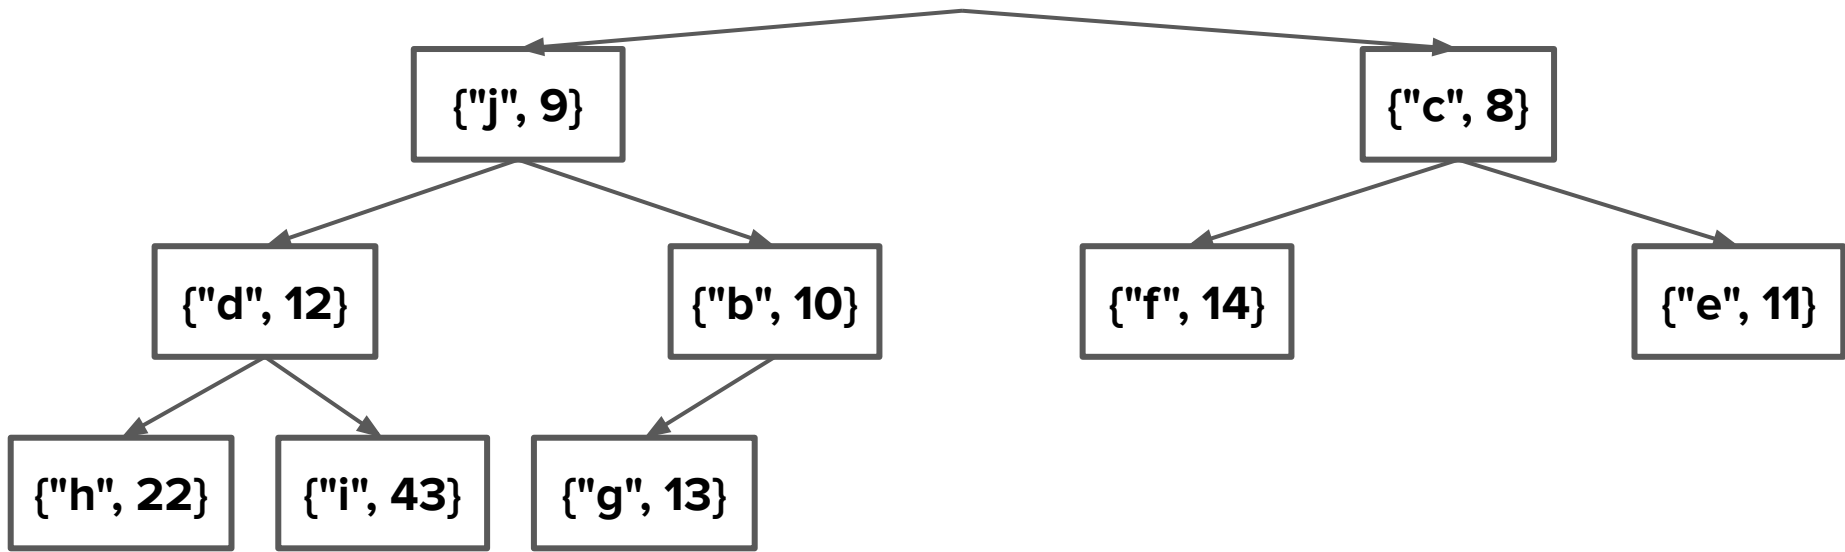 {"j", 9}
{"c", 8}
{"d", 12}
{"b", 10}
{"f", 14}
{"e", 11}
{"h", 22}
{"i", 43}
{"g", 13}